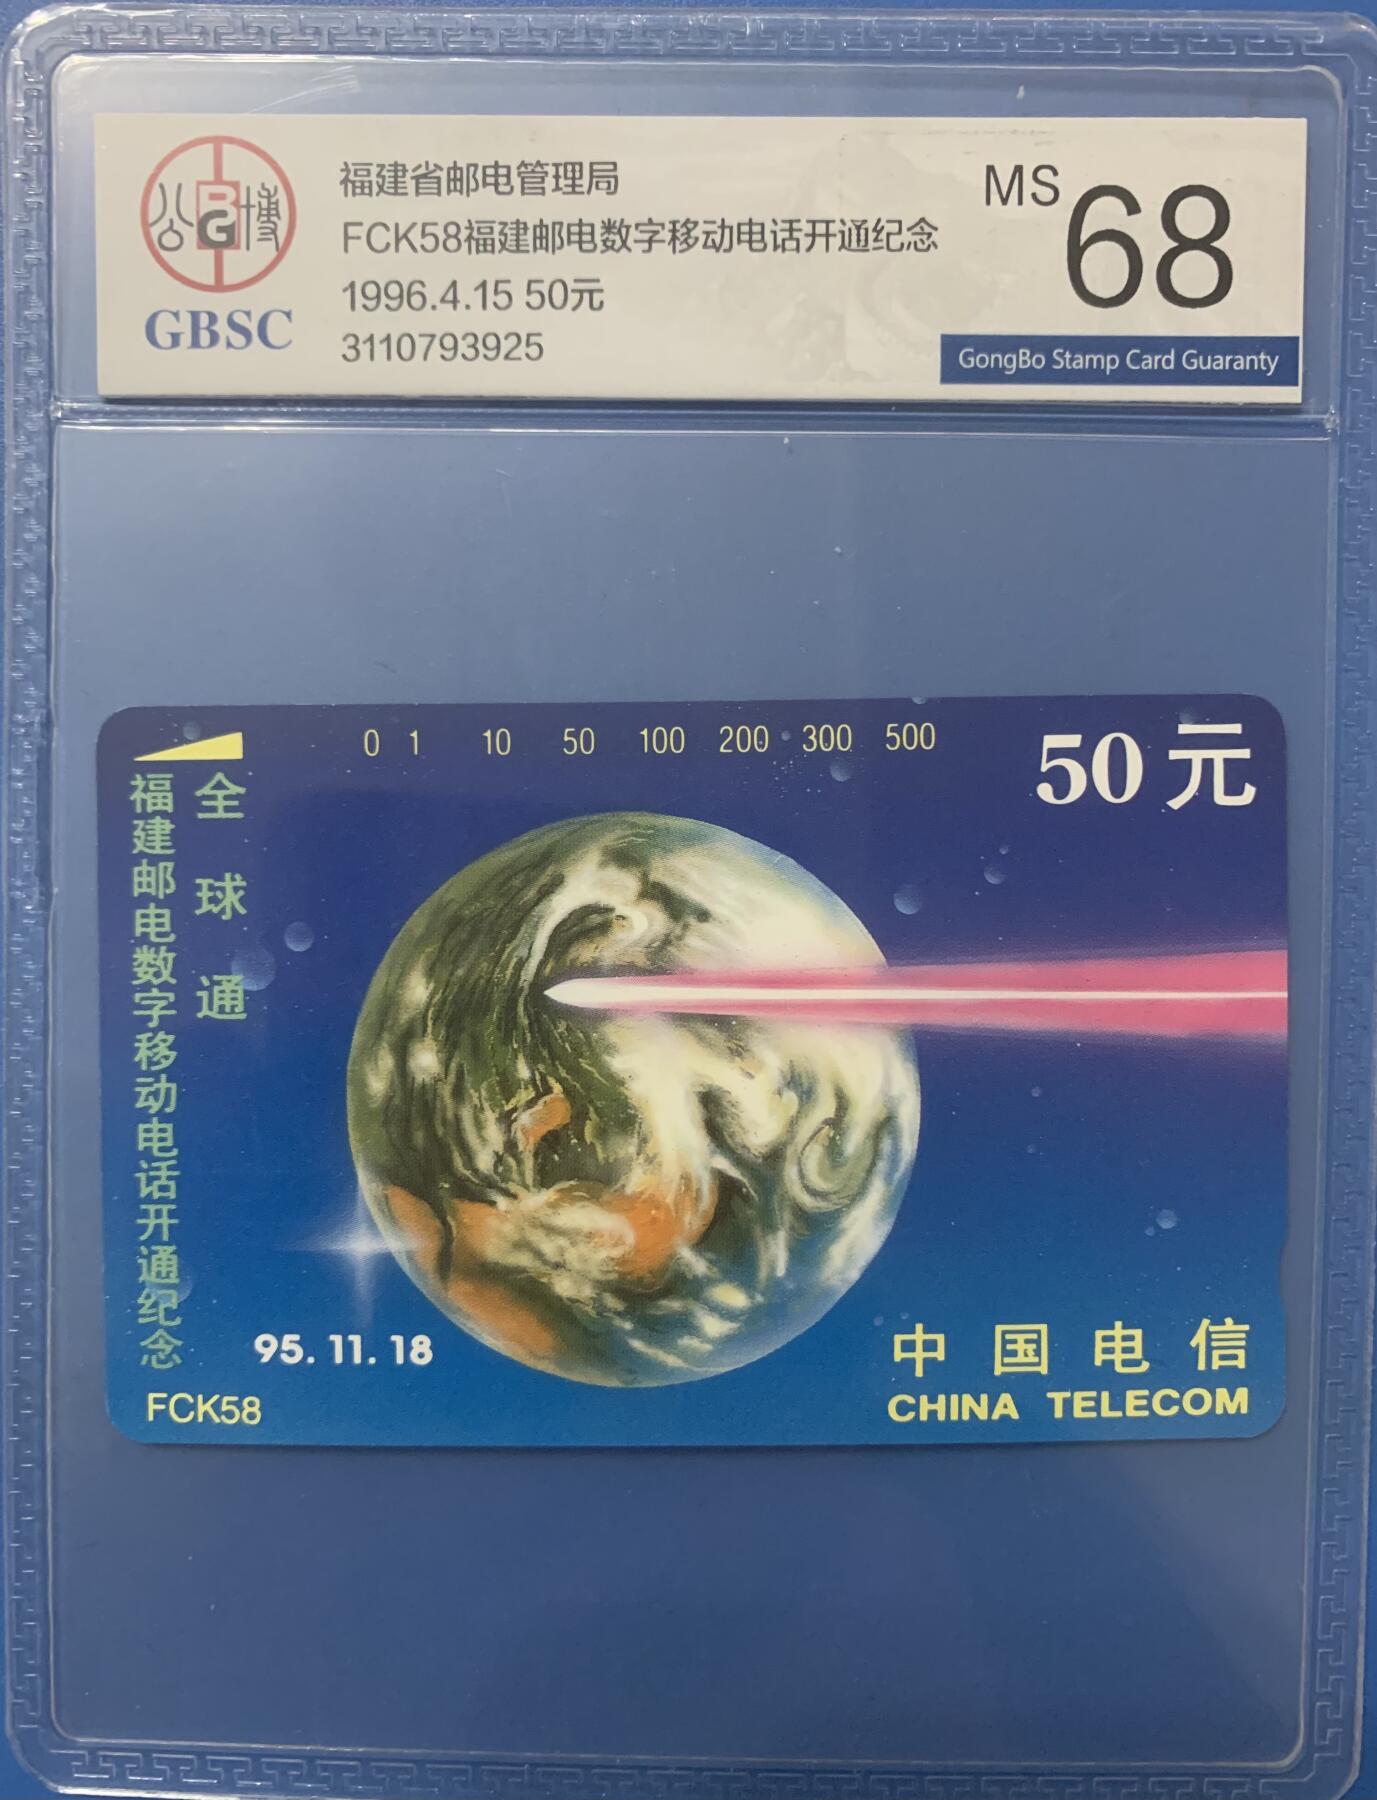 公博
BG
GBSC
福建省邮电管理局
FCK58福建邮电数字移动电话开通纪念
1996.4.15 50元
3110793925
MS 68
GongBo Stamp Card Guaranty
0 1 10 50 100 200 300 500
50元
全球通
福建邮电数字移动电话开通纪念
95.11.18
FCK58
中国电信
CHINA TELECOM